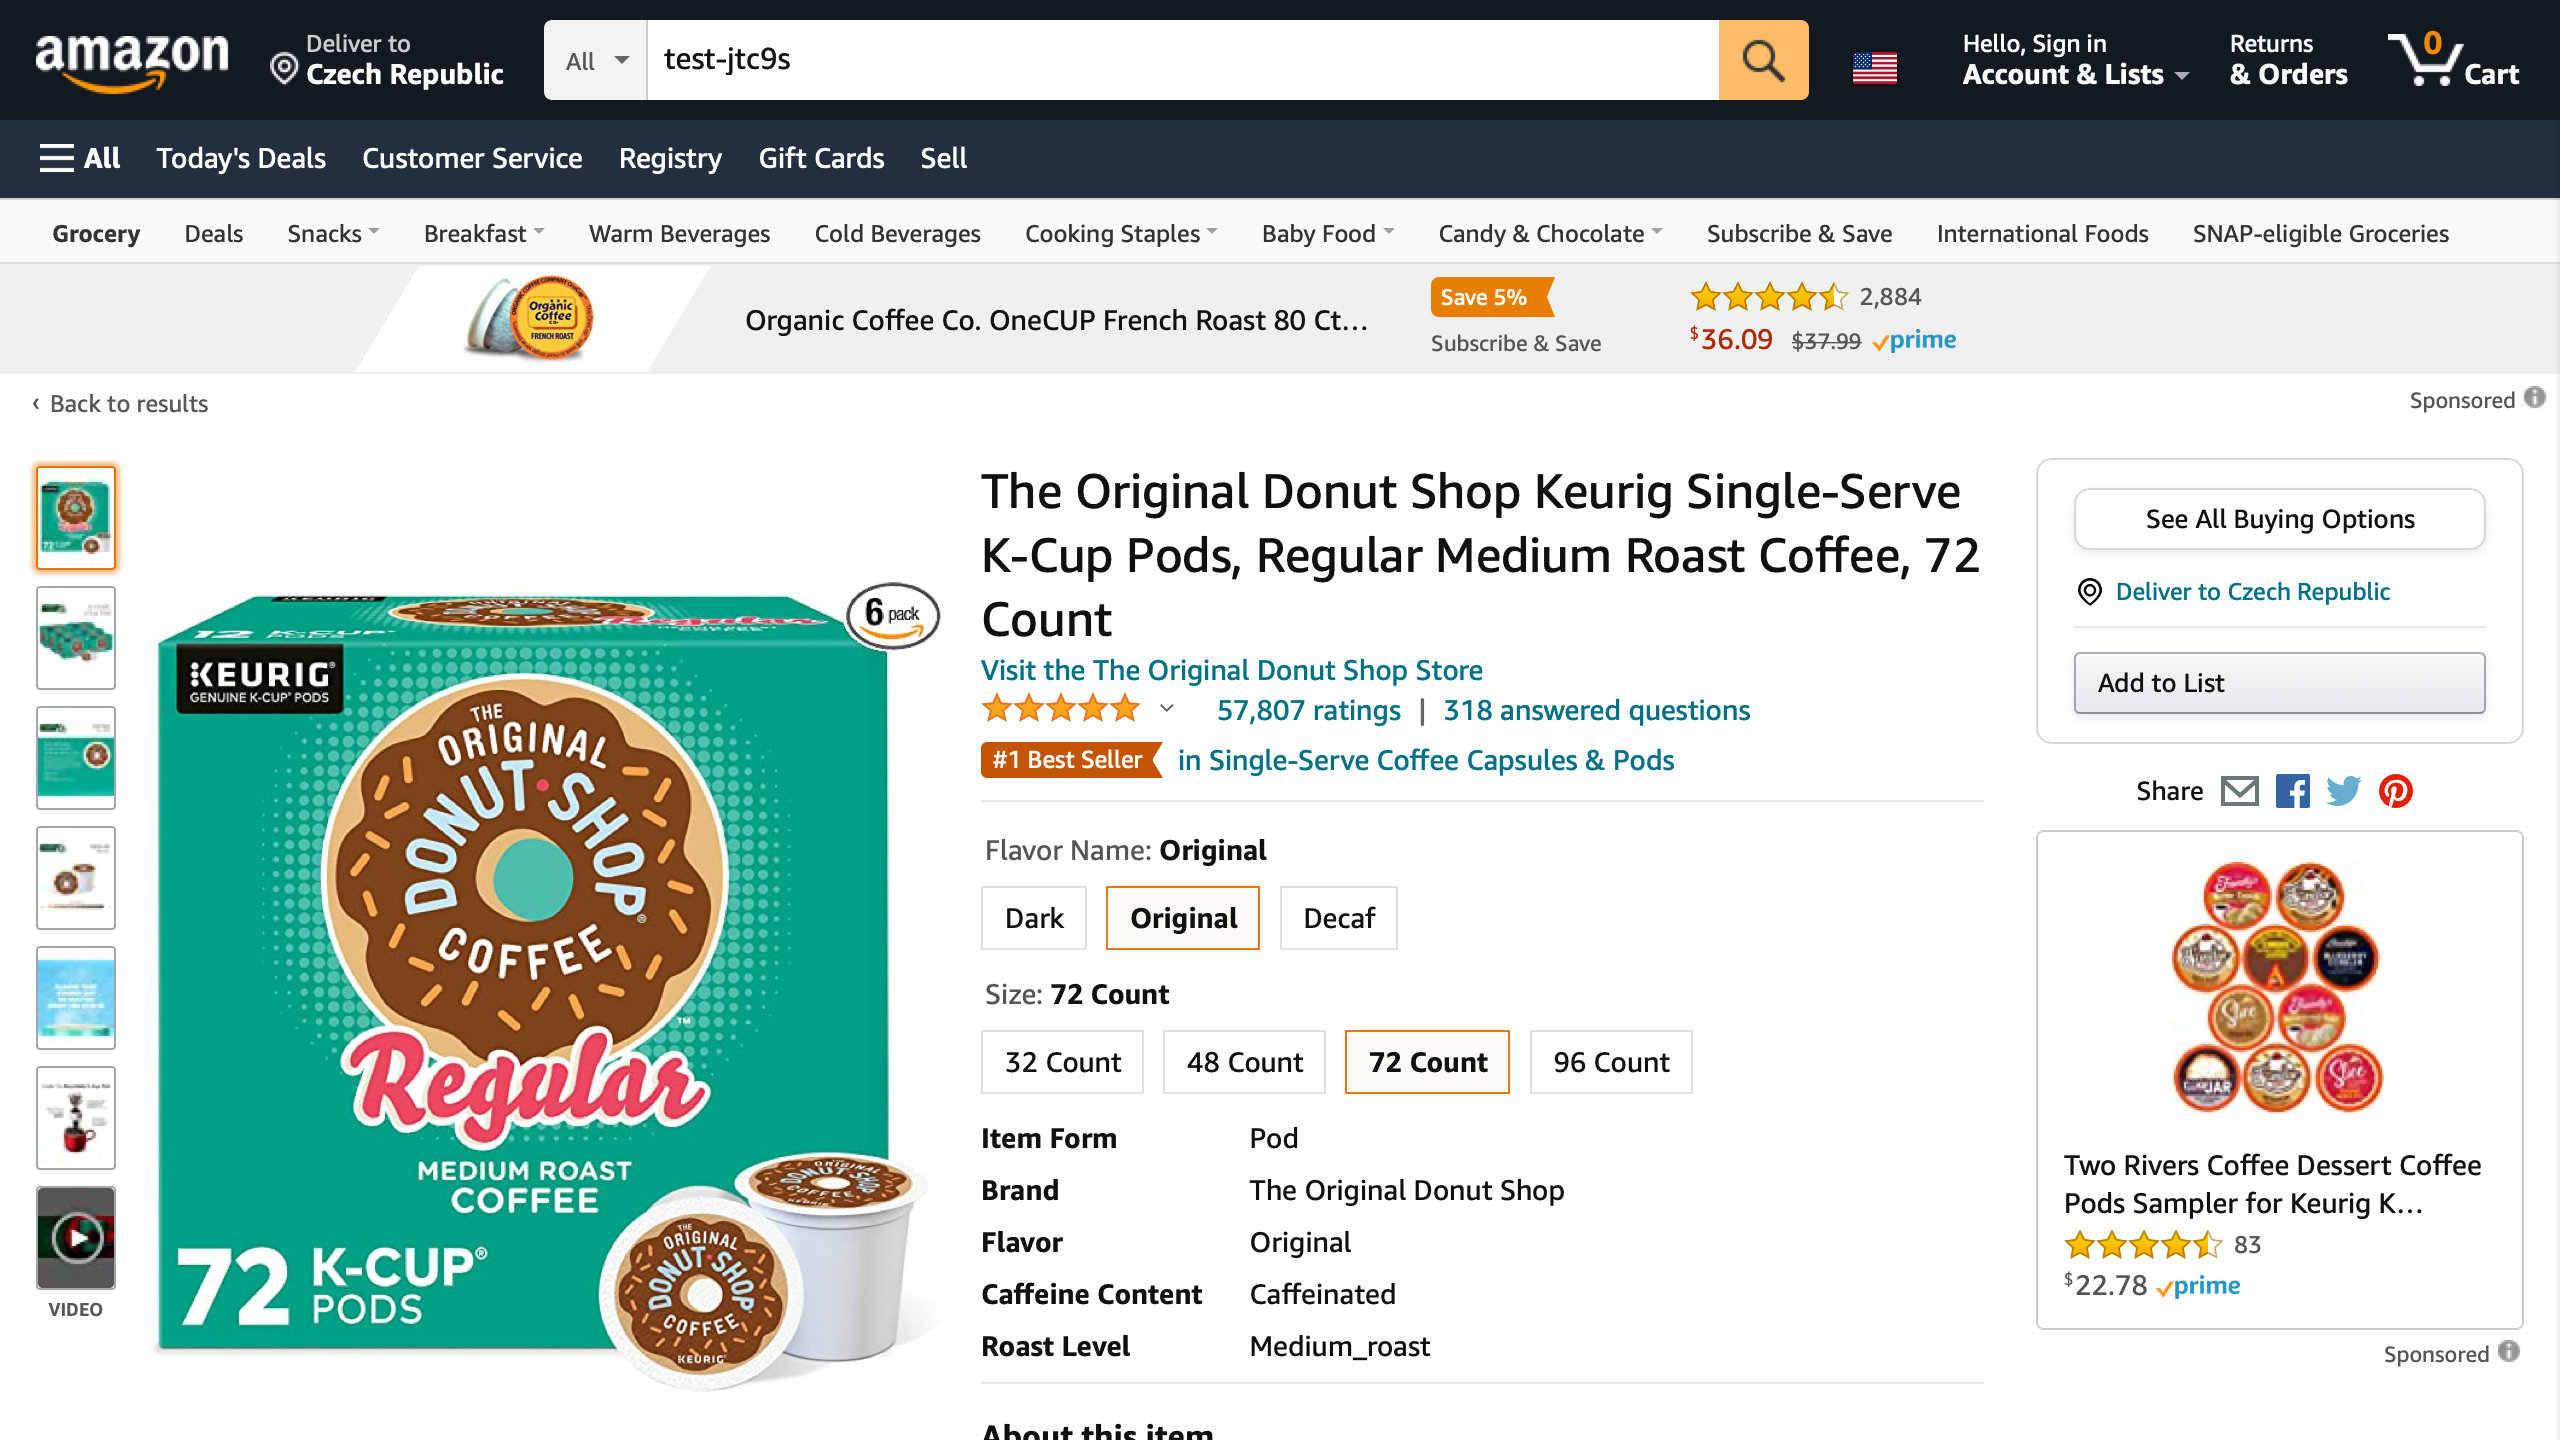 amazon
Deliver to
Czech Republic
All
test-jtc9s
Hello, Sign in
Account & Lists
Returns
& Orders
0
Cart
All
Today's Deals
Customer Service
Registry
Gift Cards
Sell
Grocery
Deals
Snacks
Breakfast
Warm Beverages
Cold Beverages
Cooking Staples
Baby Food
Candy & Chocolate
Subscribe & Save
International Foods
SNAP-eligible Groceries
Organic
Coffee
FRENCH ROAST
Organic Coffee Co. OneCUP French Roast 80 Ct...
Save 5%
Subscribe & Save
2,884
$36.09 $37.99 prime
‹ Back to results
Sponsored
VIDEO
6 pack
KEURIG®
GENUINE K-CUP® PODS
THE
ORIGINAL
DONUT SHOP®
COFFEE
™
Regular
MEDIUM ROAST
COFFEE
72 K-CUP®
PODS
ORIGINAL
DONUT SHOP
COFFEE
THE
ORIGINAL
DONUT SHOP
COFFEE
KEURIG
The Original Donut Shop Keurig Single-Serve
K-Cup Pods, Regular Medium Roast Coffee, 72
Count
Visit the The Original Donut Shop Store
57,807 ratings | 318 answered questions
#1 Best Seller in Single-Serve Coffee Capsules & Pods
Flavor Name: Original
Dark
Original
Decaf
Size: 72 Count
32 Count
48 Count
72 Count
96 Count
Item Form Pod
Brand The Original Donut Shop
Flavor Original
Caffeine Content Caffeinated
Roast Level Medium_roast
About this item
See All Buying Options
Deliver to Czech Republic
Add to List
Share
Two Rivers Coffee Dessert Coffee
Pods Sampler for Keurig K...
83
$22.78 prime
Sponsored